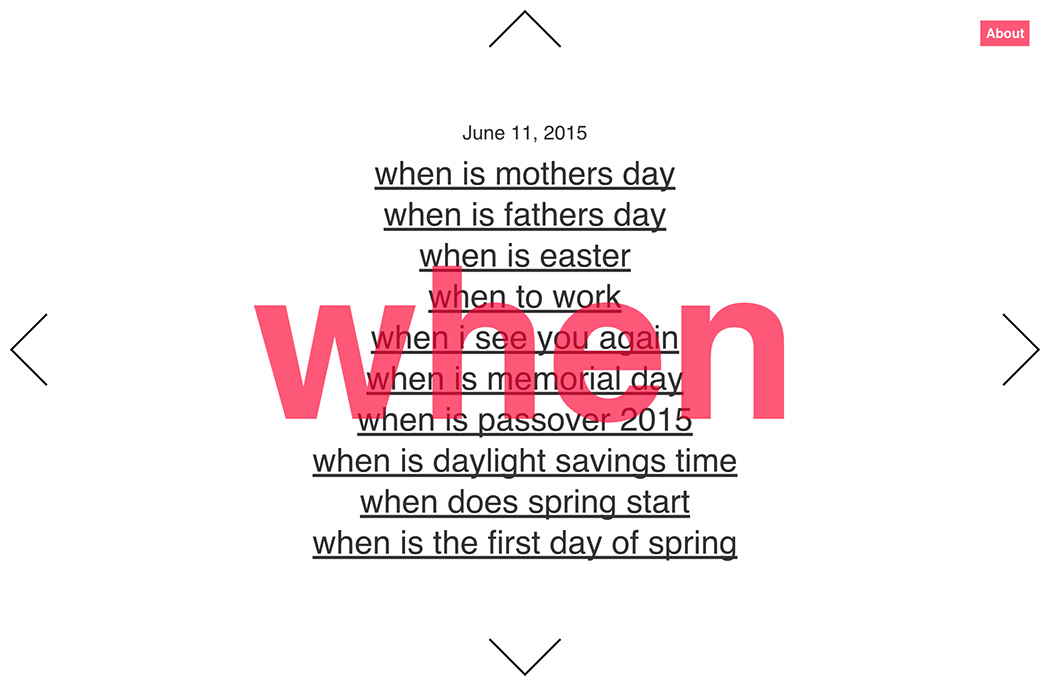 About
June 11, 2015
when is mothers day
when is fathers day
when is easter
when to work
when i see you again
when is memorial day
when is passover 2015
when is daylight savings time
when does spring start
when is the first day of spring
when